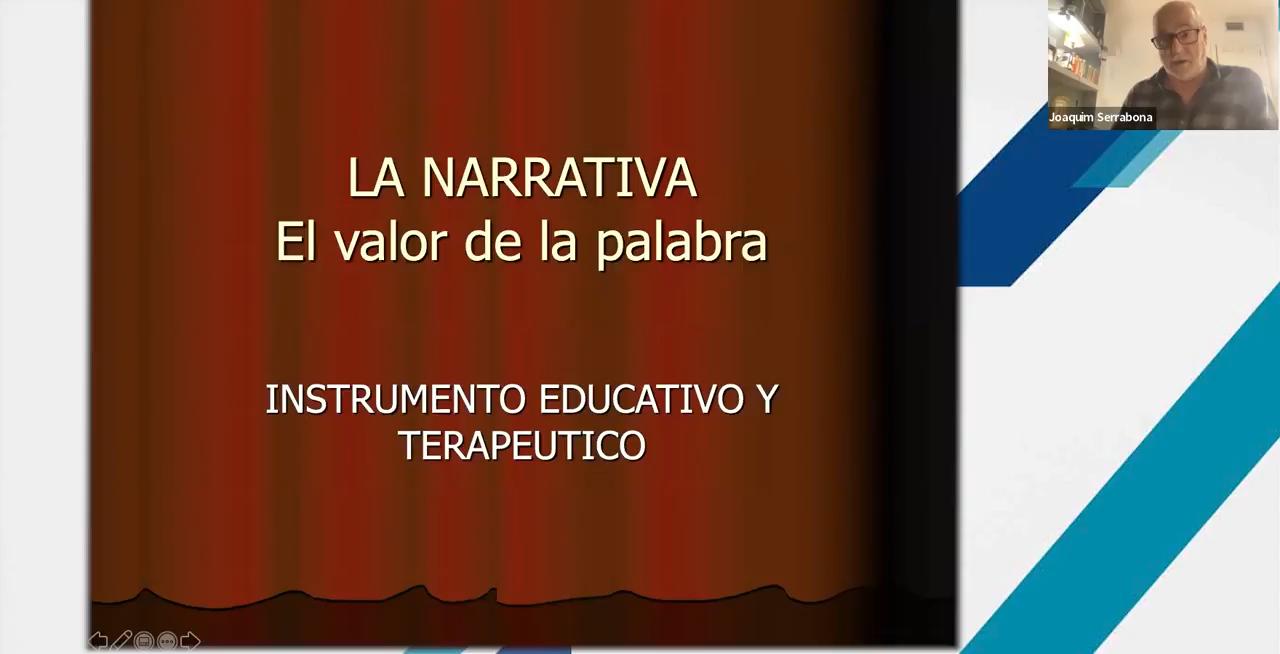 LA NARRATIVA
El valor de la palabra
INSTRUMENTO EDUCATIVO Y
TERAPEUTICO
Joaquim Serrabona